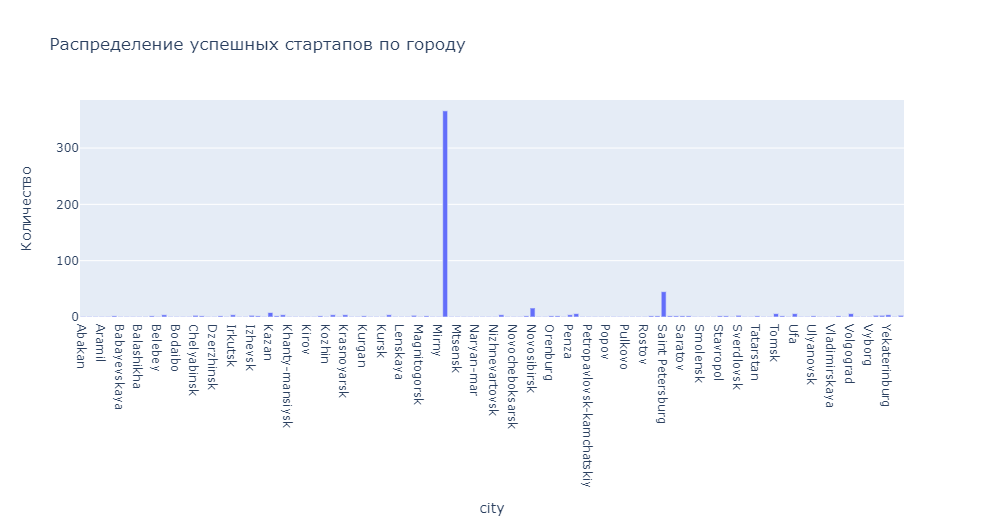 Распределение успешных стартапов по городу
Количество
300
200
100
0
Abakan
Aramil
Babayevskaya
Balashikha
Belebey
Bodaibo
Chelyabinsk
Dzerzhinsk
Irkutsk
Izhevsk
Kazan
Khanty-mansiysk
Kirov
Kozhin
Krasnoyarsk
Kurgan
Kursk
Lenskaya
Magnitogorsk
Mirny
Mtsensk
Naryan-mar
Nizhnevartovsk
Novocheboksarsk
Novosibirsk
Orenburg
Penza
Petropavlovsk-kamchatskiy
Popov
Pulkovo
Rostov
Saint Petersburg
Saratov
Smolensk
Stavropol
Sverdlovsk
Tatarstan
Tomsk
Ufa
Ulyanovsk
Vladimirskaya
Volgograd
Vyborg
Yekaterinburg
city